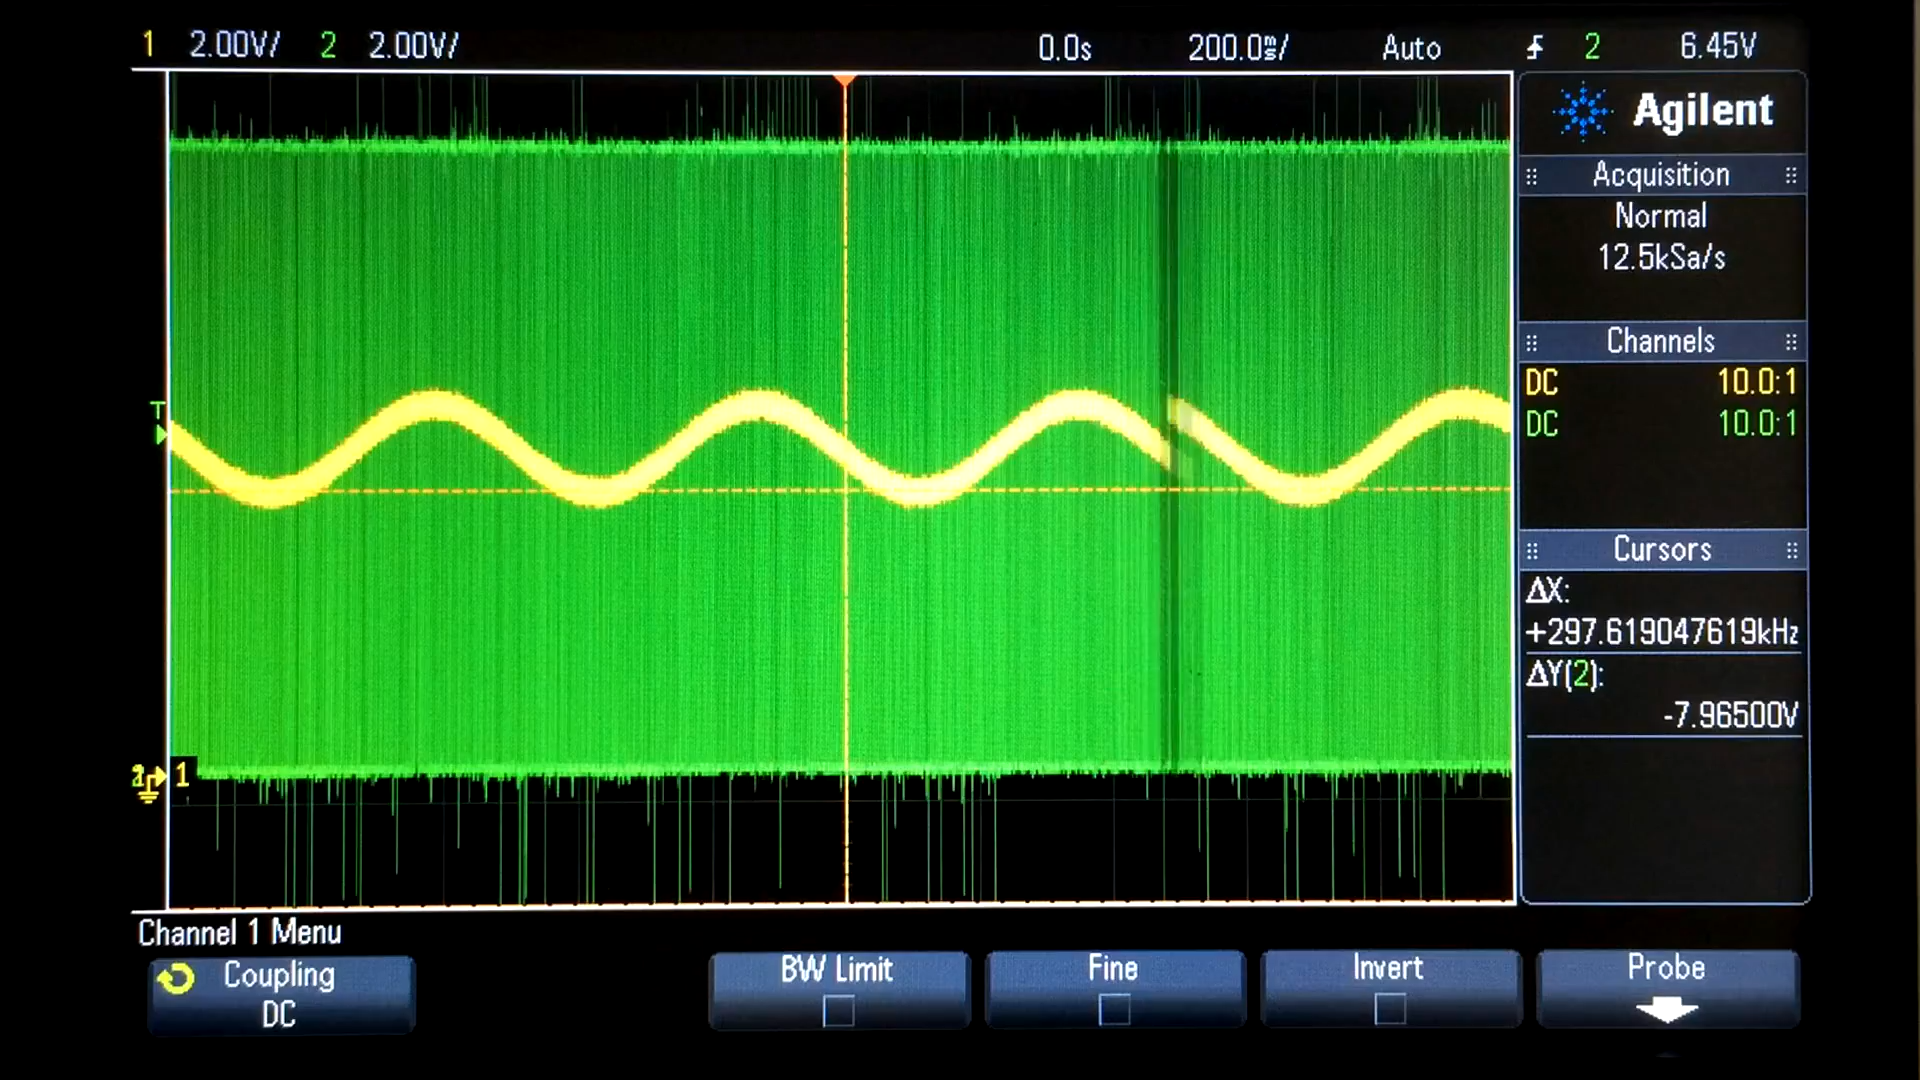 1 2.00V/ 2 2.00V/ 0.0s 200.0ms/ Auto 2 6.45V
Agilent
Acquisition
Normal
12.5kSa/s
Channels
DC 10.0:1
DC 10.0:1
Cursors
ΔX:
+297.619047619kHz
ΔY(2):
-7.96500V
T
1
Channel 1 Menu
Coupling
DC
BW Limit
Fine
Invert
Probe